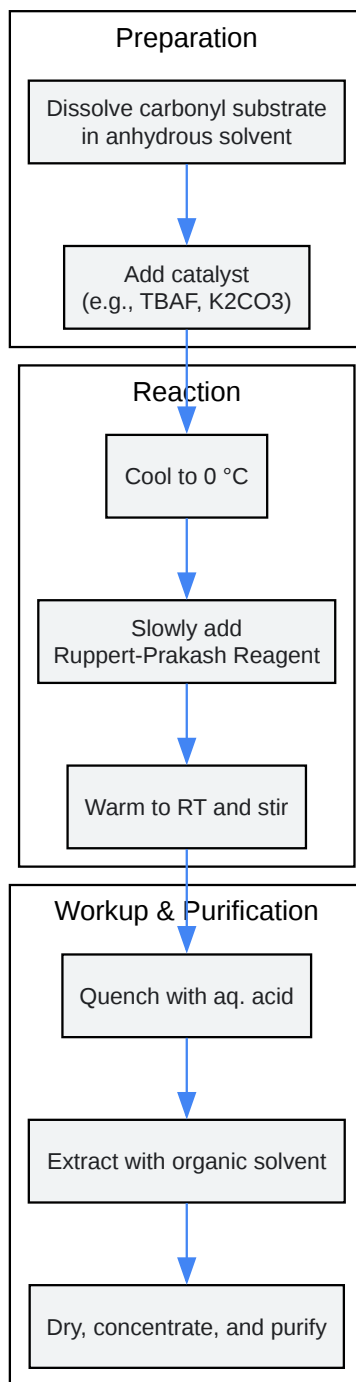 Preparation
Dissolve carbonyl substrate
in anhydrous solvent
Add catalyst
(e.g., TBAF, K2CO3)
Reaction
Cool to 0 °C
Slowly add
Ruppert-Prakash Reagent
Warm to RT and stir
Workup & Purification
Quench with aq. acid
Extract with organic solvent
Dry, concentrate, and purify